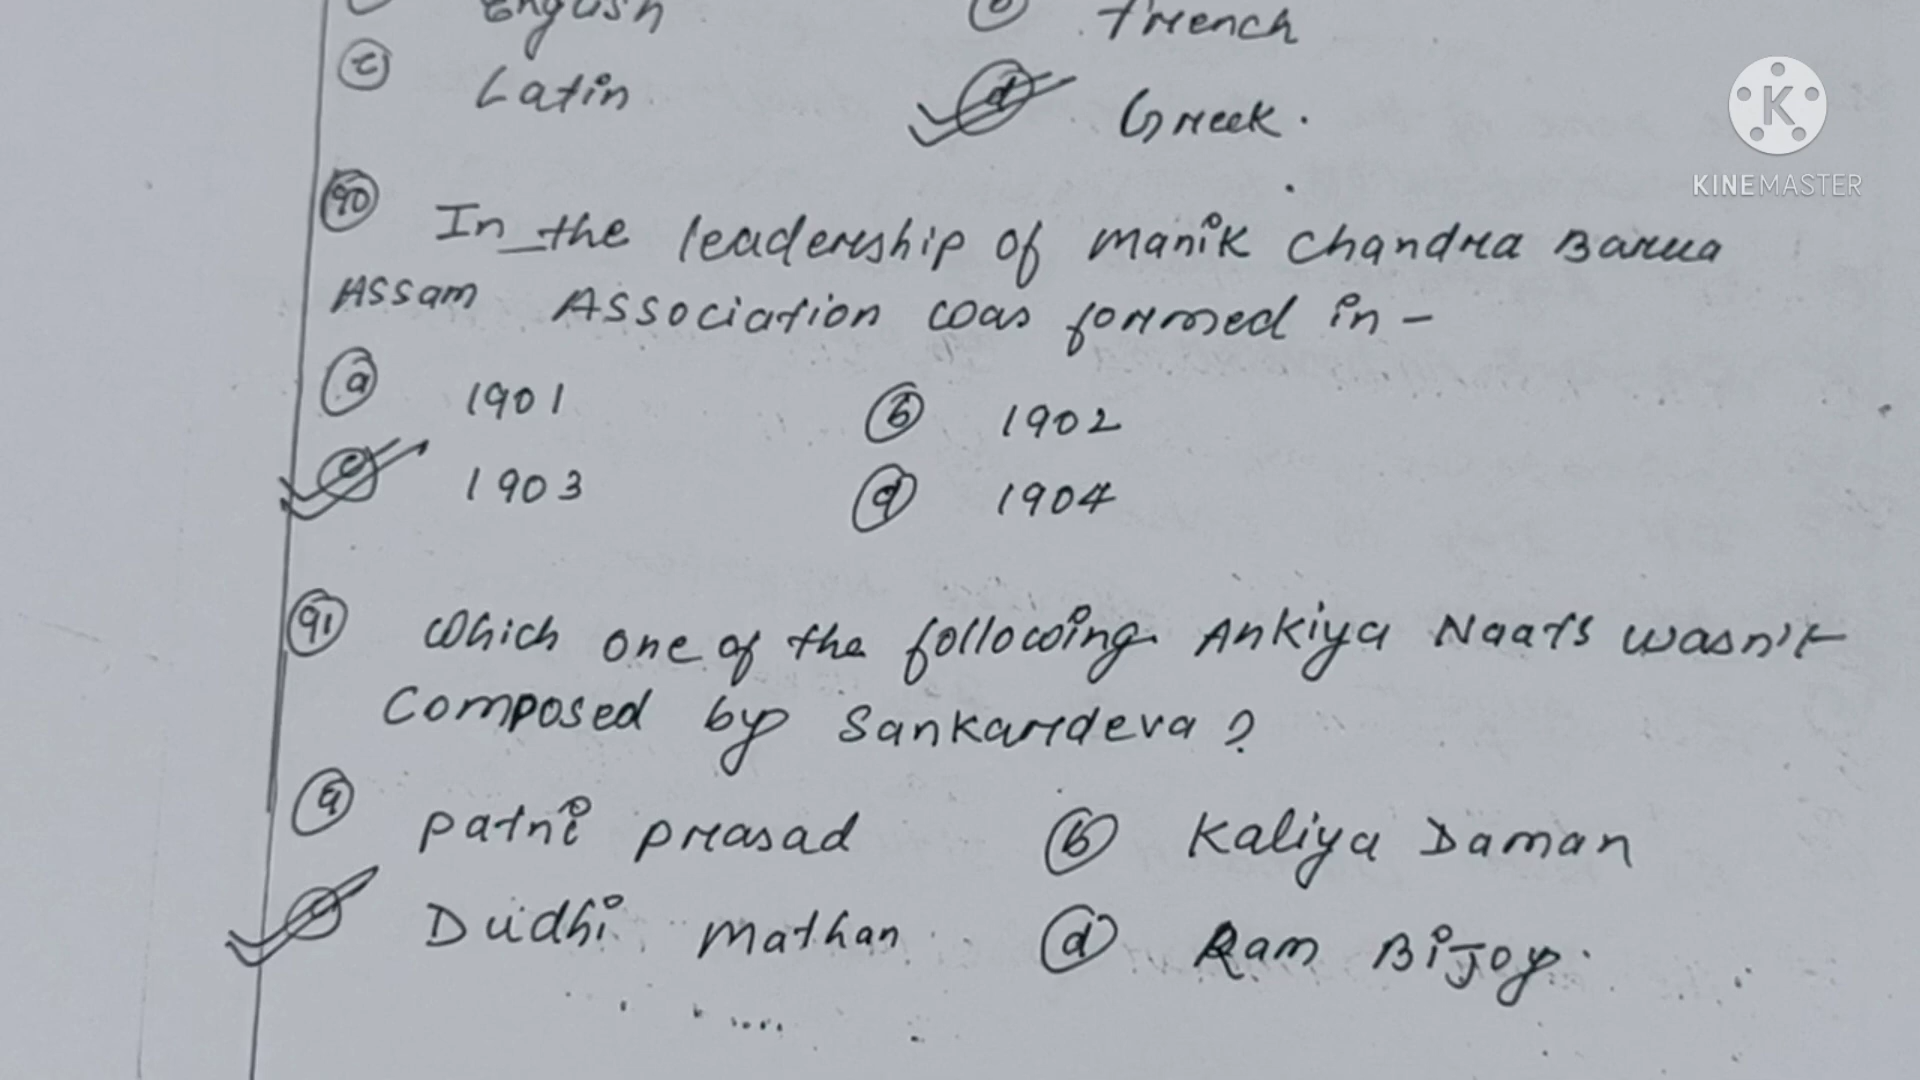 English ⓑ French
ⓒ Latin ⓓ Greek.
90 In the leadership of Manik Chandra Barua
Assam Association was formed in -
ⓐ 1901 ⓑ 1902
ⓒ 1903 ⓓ 1904
91 Which one of the following Ankiya Naats wasn't
Composed by Sankardeva?
ⓐ Patni Prasad ⓑ Kaliya Daman
ⓒ Dudhi Mathan ⓓ Ram Bijoy.
K
KINEMASTER